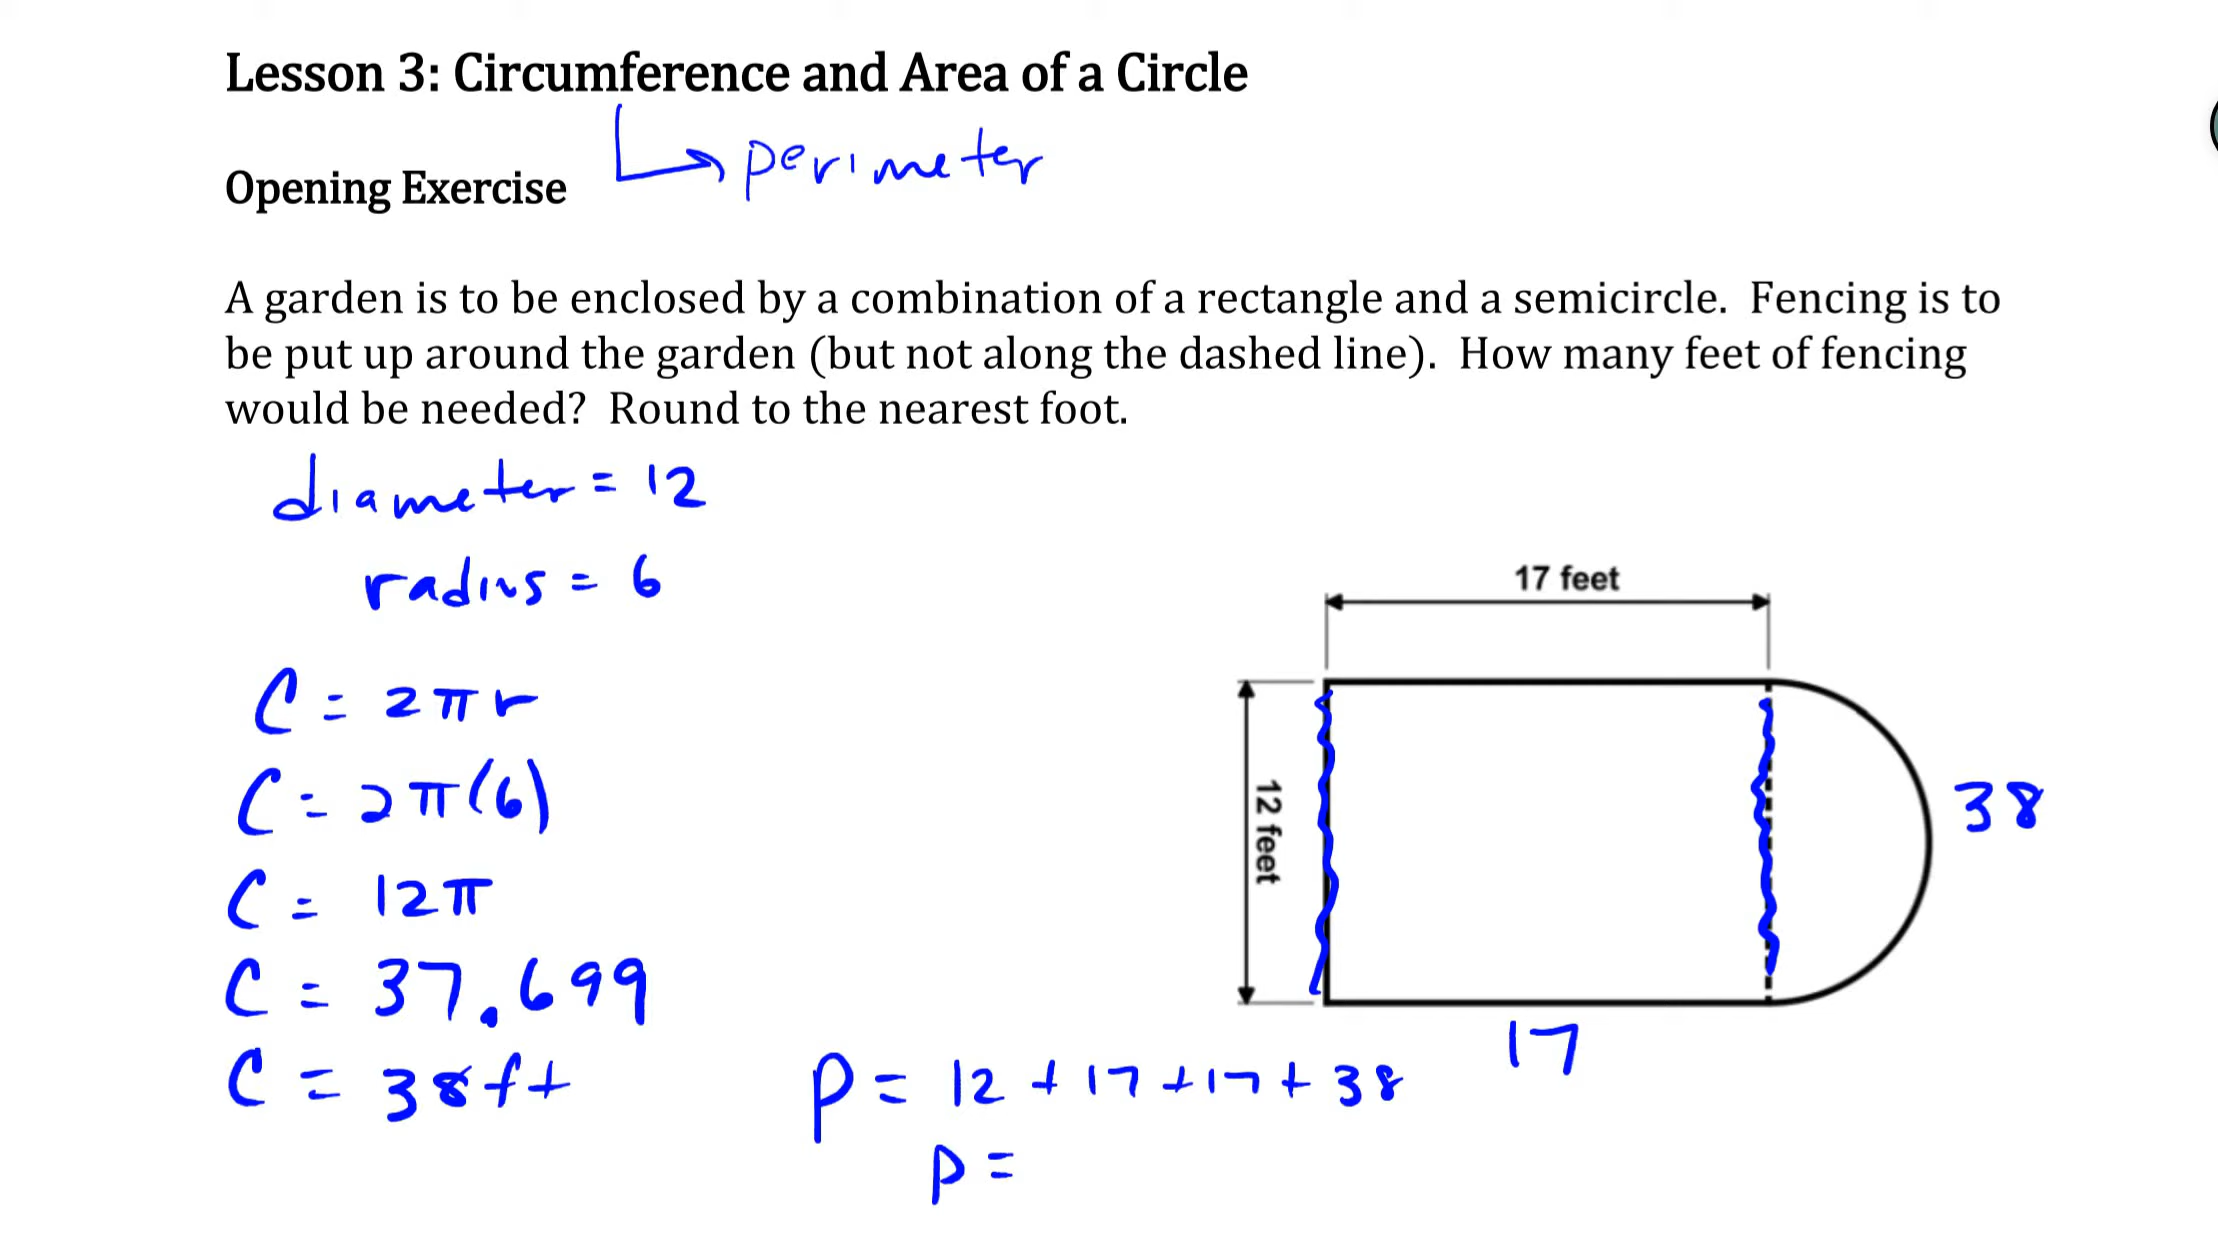 Lesson 3: Circumference and Area of a Circle
perimeter
Opening Exercise
A garden is to be enclosed by a combination of a rectangle and a semicircle. Fencing is to
be put up around the garden (but not along the dashed line). How many feet of fencing
would be needed? Round to the nearest foot.
diameter = 12
radius = 6
C = 2πr
C = 2π(6)
C = 12π
C = 37.699
C = 38ft
17 feet
12 feet
38
17
P = 12 + 17 + 17 + 38
P =